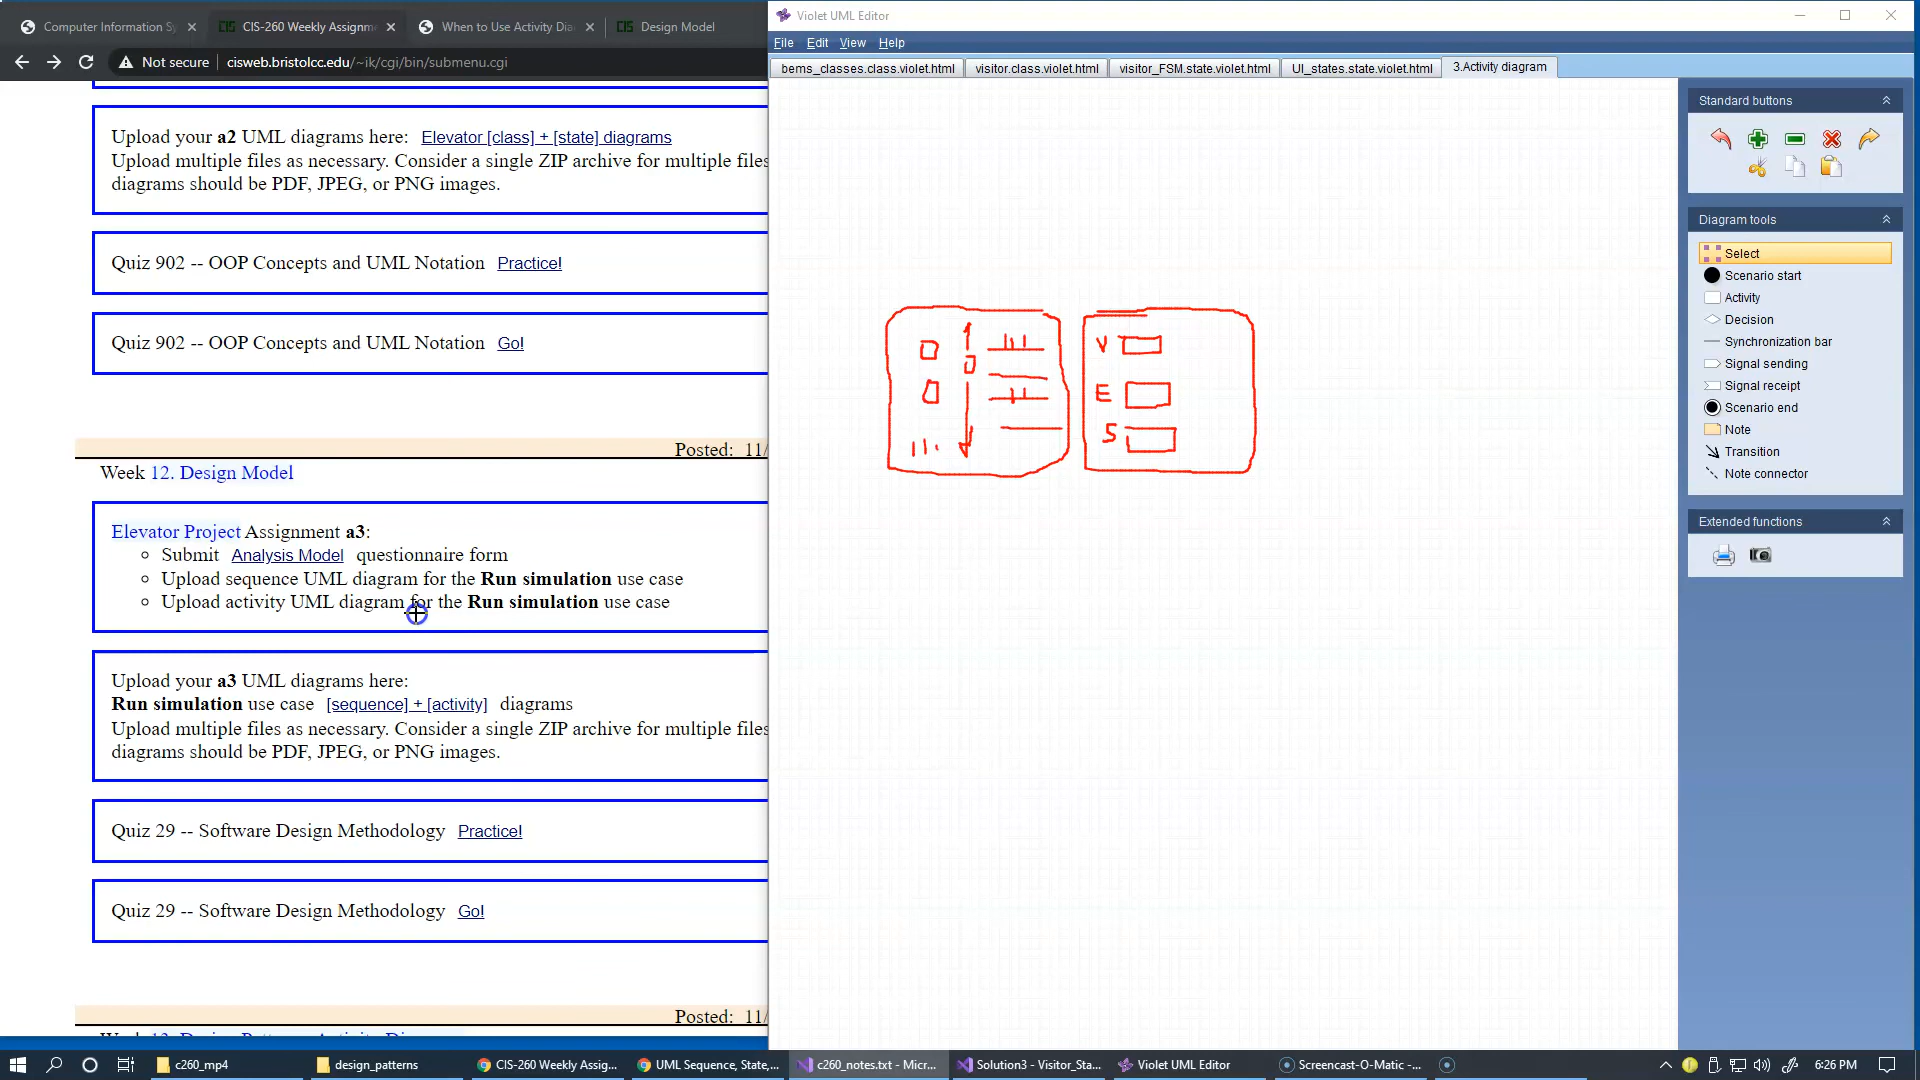 Computer Information Sy
CIS-260 Weekly Assignm
When to Use Activity Dia
Design Model
Not secure
cisweb.bristolcc.edu/~ik/cgi/bin/submenu.cgi
Upload your a2 UML diagrams here: Elevator [class] + [state] diagrams
Upload multiple files as necessary. Consider a single ZIP archive for multiple files
diagrams should be PDF, JPEG, or PNG images.
Quiz 902 -- OOP Concepts and UML Notation Practice!
Quiz 902 -- OOP Concepts and UML Notation Go!
Posted: 11/
Week 12. Design Model
Elevator Project Assignment a3:
Submit Analysis Model questionnaire form
Upload sequence UML diagram for the Run simulation use case
Upload activity UML diagram for the Run simulation use case
Upload your a3 UML diagrams here:
Run simulation use case [sequence] + [activity] diagrams
Upload multiple files as necessary. Consider a single ZIP archive for multiple files
diagrams should be PDF, JPEG, or PNG images.
Quiz 29 -- Software Design Methodology Practice!
Quiz 29 -- Software Design Methodology Go!
Posted: 11/
Violet UML Editor
File Edit View Help
bems_classes.class.violet.html
visitor.class.violet.html
visitor_FSM.state.violet.html
UI_states.state.violet.html
3.Activity diagram
V
E
S
Standard buttons
Diagram tools
Select
Scenario start
Activity
Decision
Synchronization bar
Signal sending
Signal receipt
Scenario end
Note
Transition
Note connector
Extended functions
c260_mp4
design_patterns
CIS-260 Weekly Assig...
UML Sequence, State,...
c260_notes.txt - Micr...
Solution3 - Visitor_Sta...
Violet UML Editor
Screencast-O-Matic -...
6:26 PM